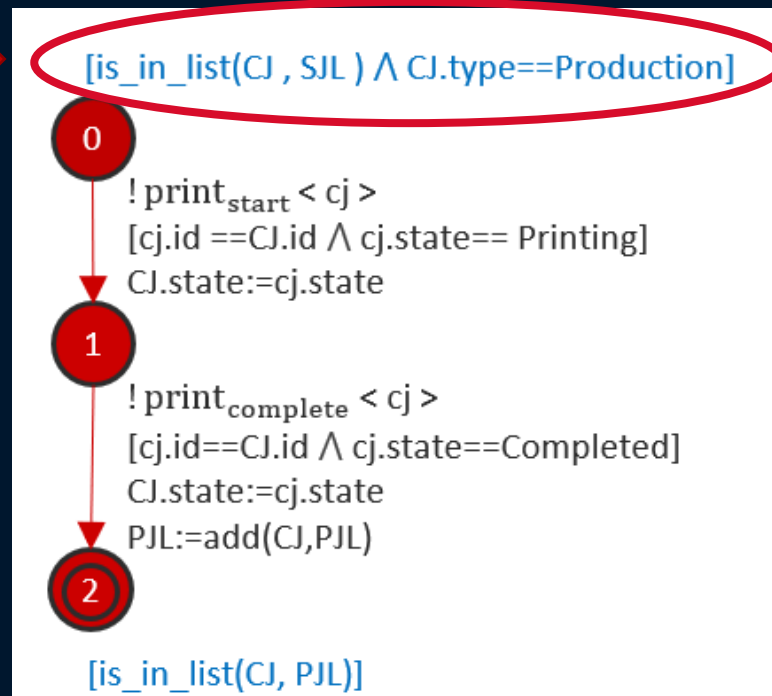 [is_in_list(CJ , SJL ) Λ CJ.type==Production]
0
! print_start < cj >
[cj.id ==CJ.id Λ cj.state== Printing]
CJ.state:=cj.state
1
! print_complete < cj >
[cj.id==CJ.id Λ cj.state==Completed]
CJ.state:=cj.state
PJL:=add(CJ,PJL)
2
[is_in_list(CJ, PJL)]